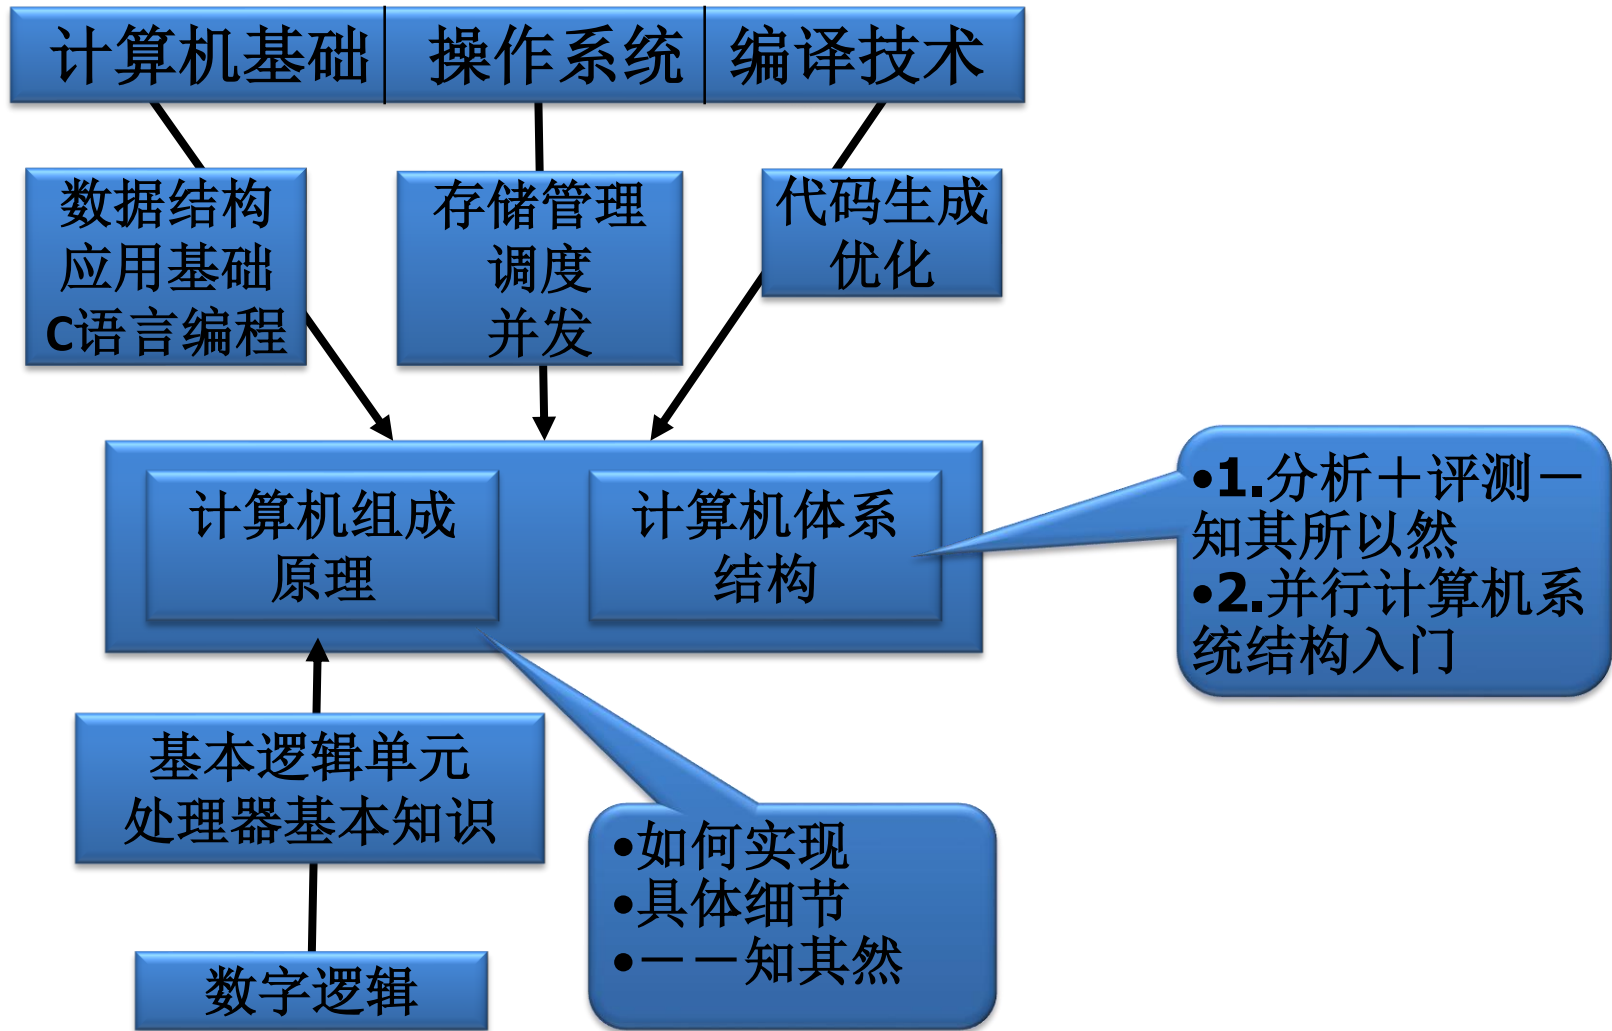 计算机基础 操作系统 编译技术
数据结构
应用基础
C语言编程
存储管理
调度
并发
代码生成
优化
计算机组成
原理
计算机体系
结构
•1.分析＋评测－
知其所以然
•2.并行计算机系
统结构入门
基本逻辑单元
处理器基本知识
•如何实现
•具体细节
•－－知其然
数字逻辑